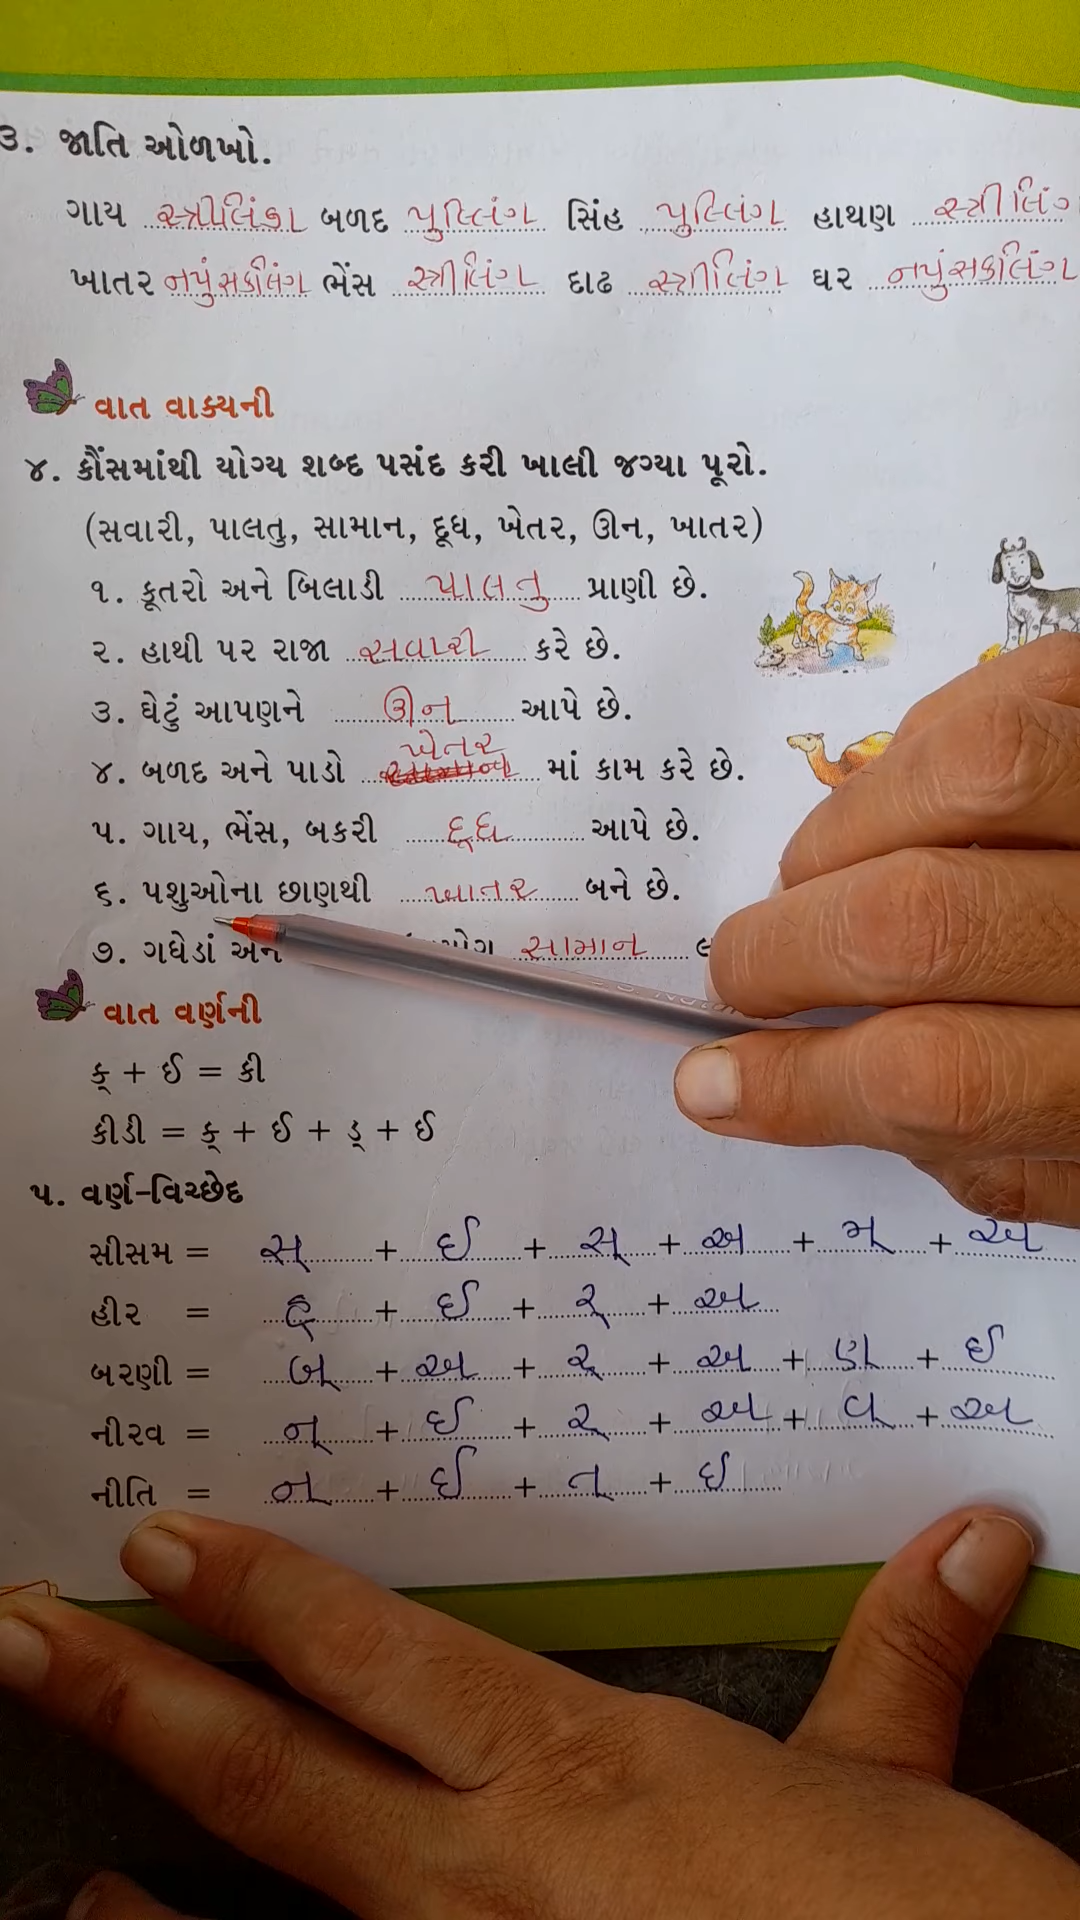 ૩. જાતિ ઓળખો.
ગાય સ્ત્રીલિંગ બળદ પુલ્લિંગ સિંહ પુલ્લિંગ હાથણ સ્ત્રીલિંગ
ખાતર નપુંસકલિંગ ભેંસ સ્ત્રીલિંગ દાઢ સ્ત્રીલિંગ ઘર નપુંસકલિંગ
વાત વાક્યની
૪. કૌંસમાંથી યોગ્ય શબ્દ પસંદ કરી ખાલી જગ્યા પૂરો.
(સવારી, પાલતુ, સામાન, દૂધ, ખેતર, ઊન, ખાતર)
૧. કૂતરો અને બિલાડી પાલતુ પ્રાણી છે.
૨. હાથી પર રાજા સવારી કરે છે.
૩. ઘેટું આપણને ઊન આપે છે.
૪. બળદ અને પાડો ખેતર માં કામ કરે છે.
૫. ગાય, ભેંસ, બકરી દૂધ આપે છે.
૬. પશુઓના છાણથી ખાતર બને છે.
૭. ગધેડાં સામાન
વાત વર્ણની
ક્ + ઈ = કી
કીડી = ક્ + ઈ + ડ્ + ઈ
૫. વર્ણ-વિચ્છેદ
સીસમ = સ્ + ઈ + સ્ + અ + મ્ + અ
હીર = હ્ + ઈ + ર્ + અ
બરણી = બ્ + અ + ર્ + અ + ણ્ + ઈ
નીરવ = ન્ + ઈ + ર્ + અ + વ્ + અ
નીતિ = ન્ + ઈ + ત્ + ઇ